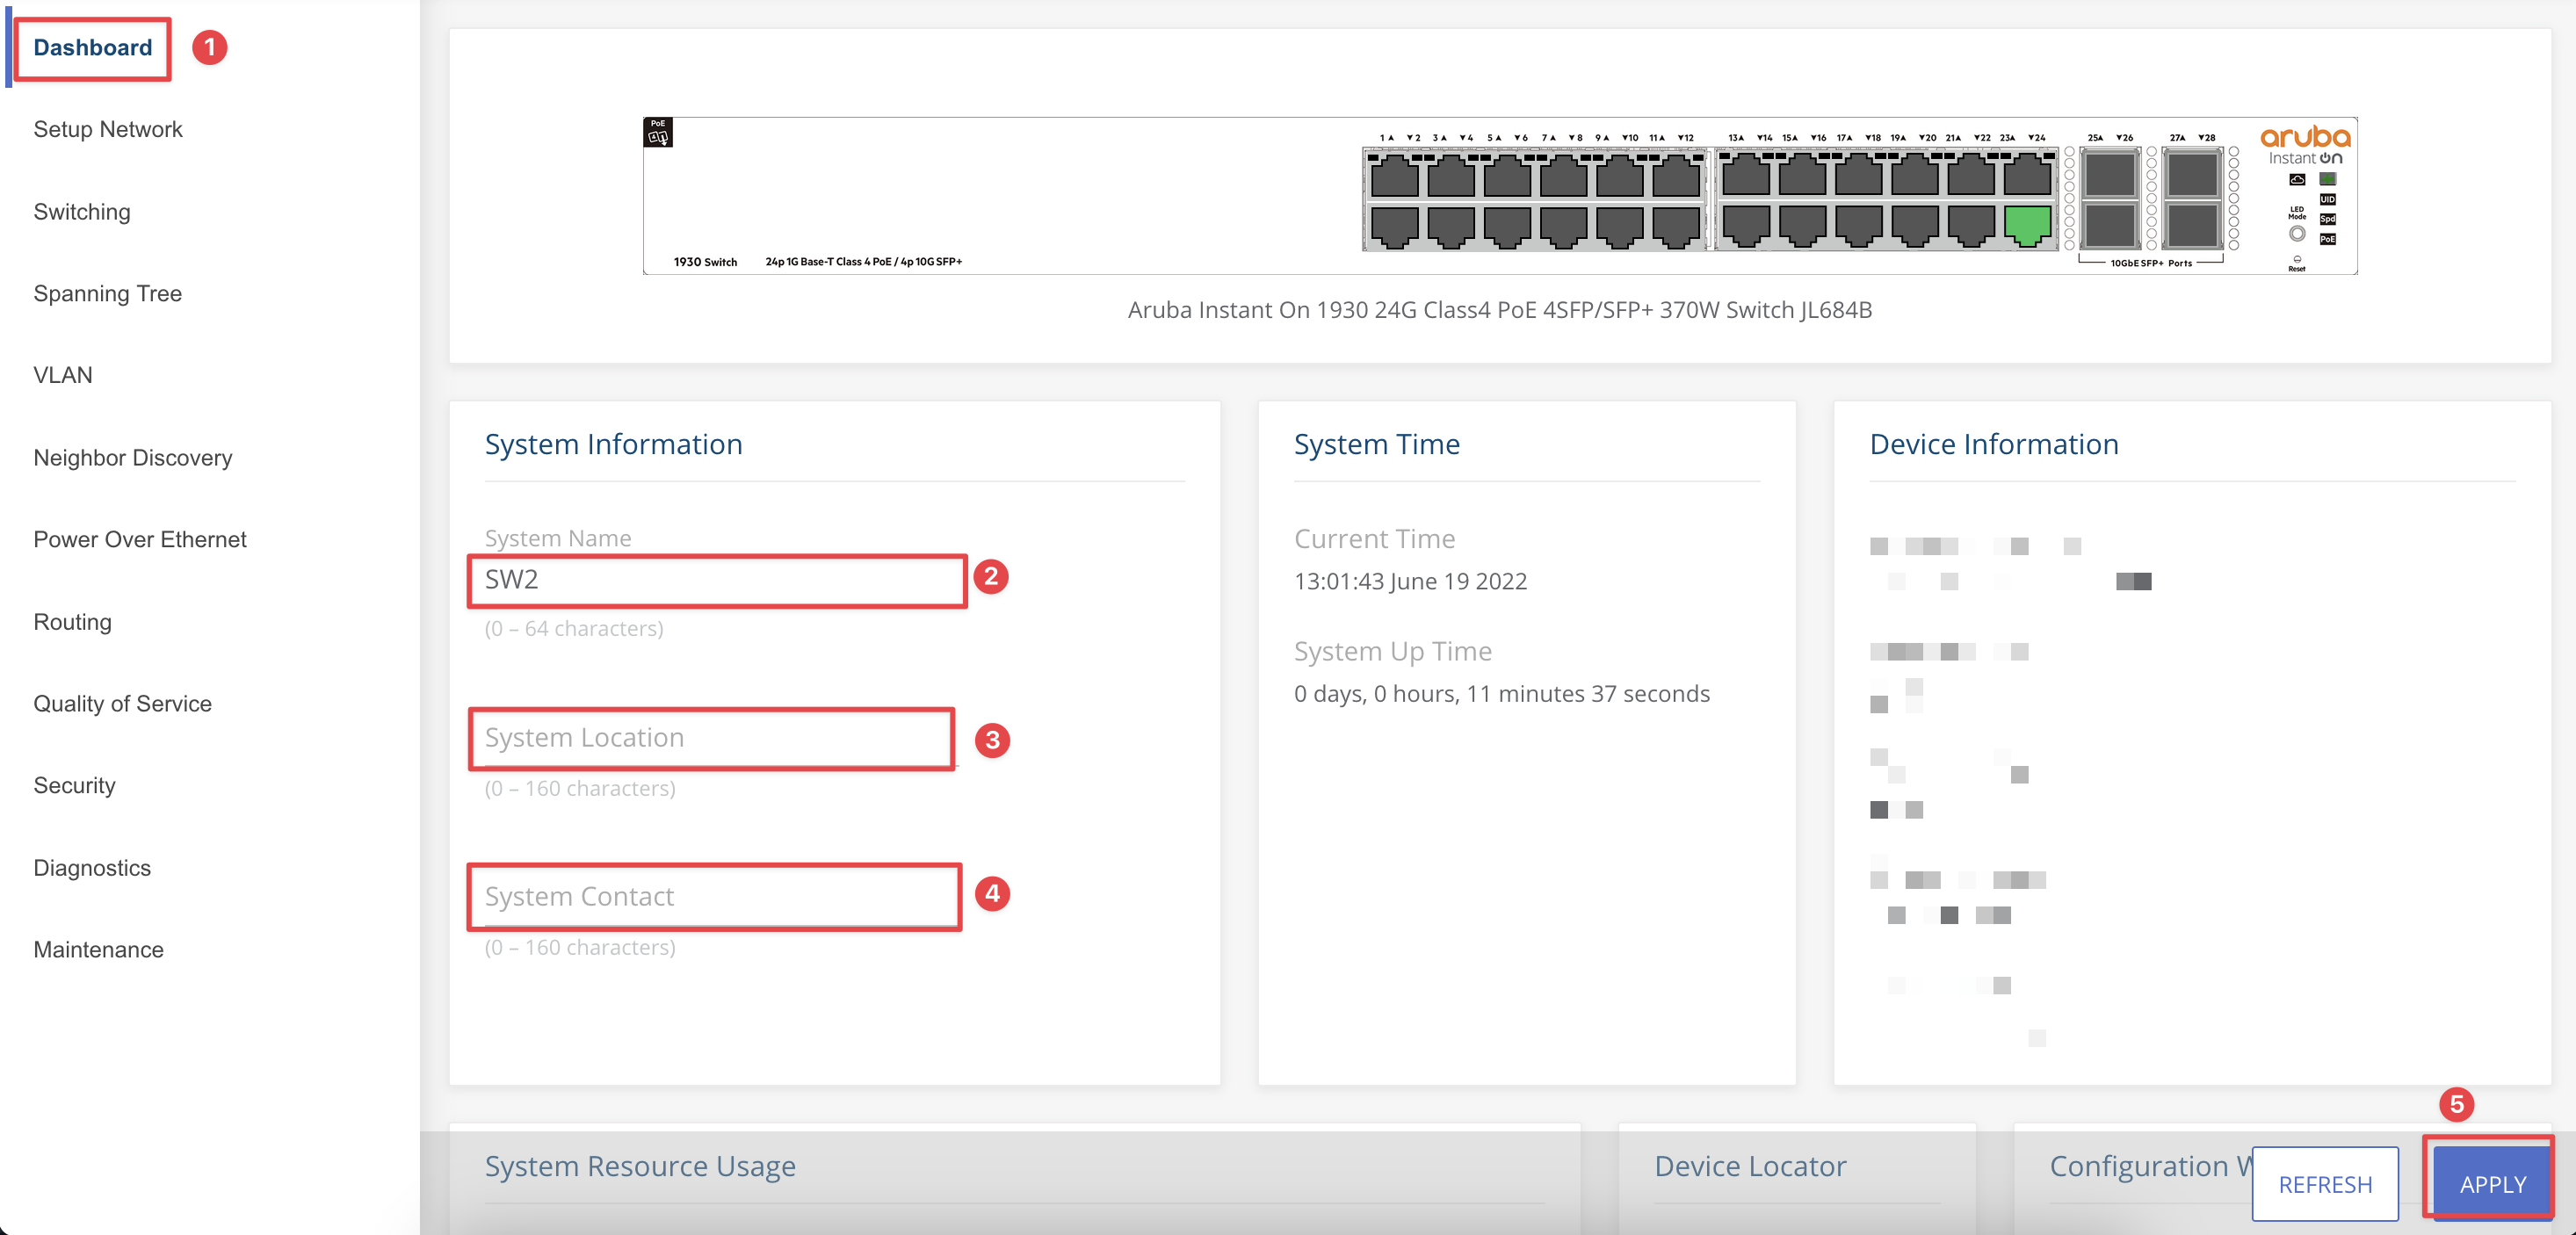 Dashboard 1
Setup Network
Switching
Spanning Tree
VLAN
Neighbor Discovery
Power Over Ethernet
Routing
Quality of Service
Security
Diagnostics
Maintenance
PoE
1 2 3 4 5 6 7 8 9 10 11 12 13 14 15 16 17 18 19 20 21 22 23 24 25 26 27 28
aruba
Instant On
UID
LED Mode
Spd
PoE
Reset
1930 Switch 24p 1G Base-T Class 4 PoE / 4p 10G SFP+
10GbE SFP+ Ports
Aruba Instant On 1930 24G Class4 PoE 4SFP/SFP+ 370W Switch JL684B
System Information
System Name
SW2 2
(0 – 64 characters)
System Location 3
(0 – 160 characters)
System Contact 4
(0 – 160 characters)
System Time
Current Time
13:01:43 June 19 2022
System Up Time
0 days, 0 hours, 11 minutes 37 seconds
Device Information
System Resource Usage
Device Locator
Configuration
REFRESH
5
APPLY